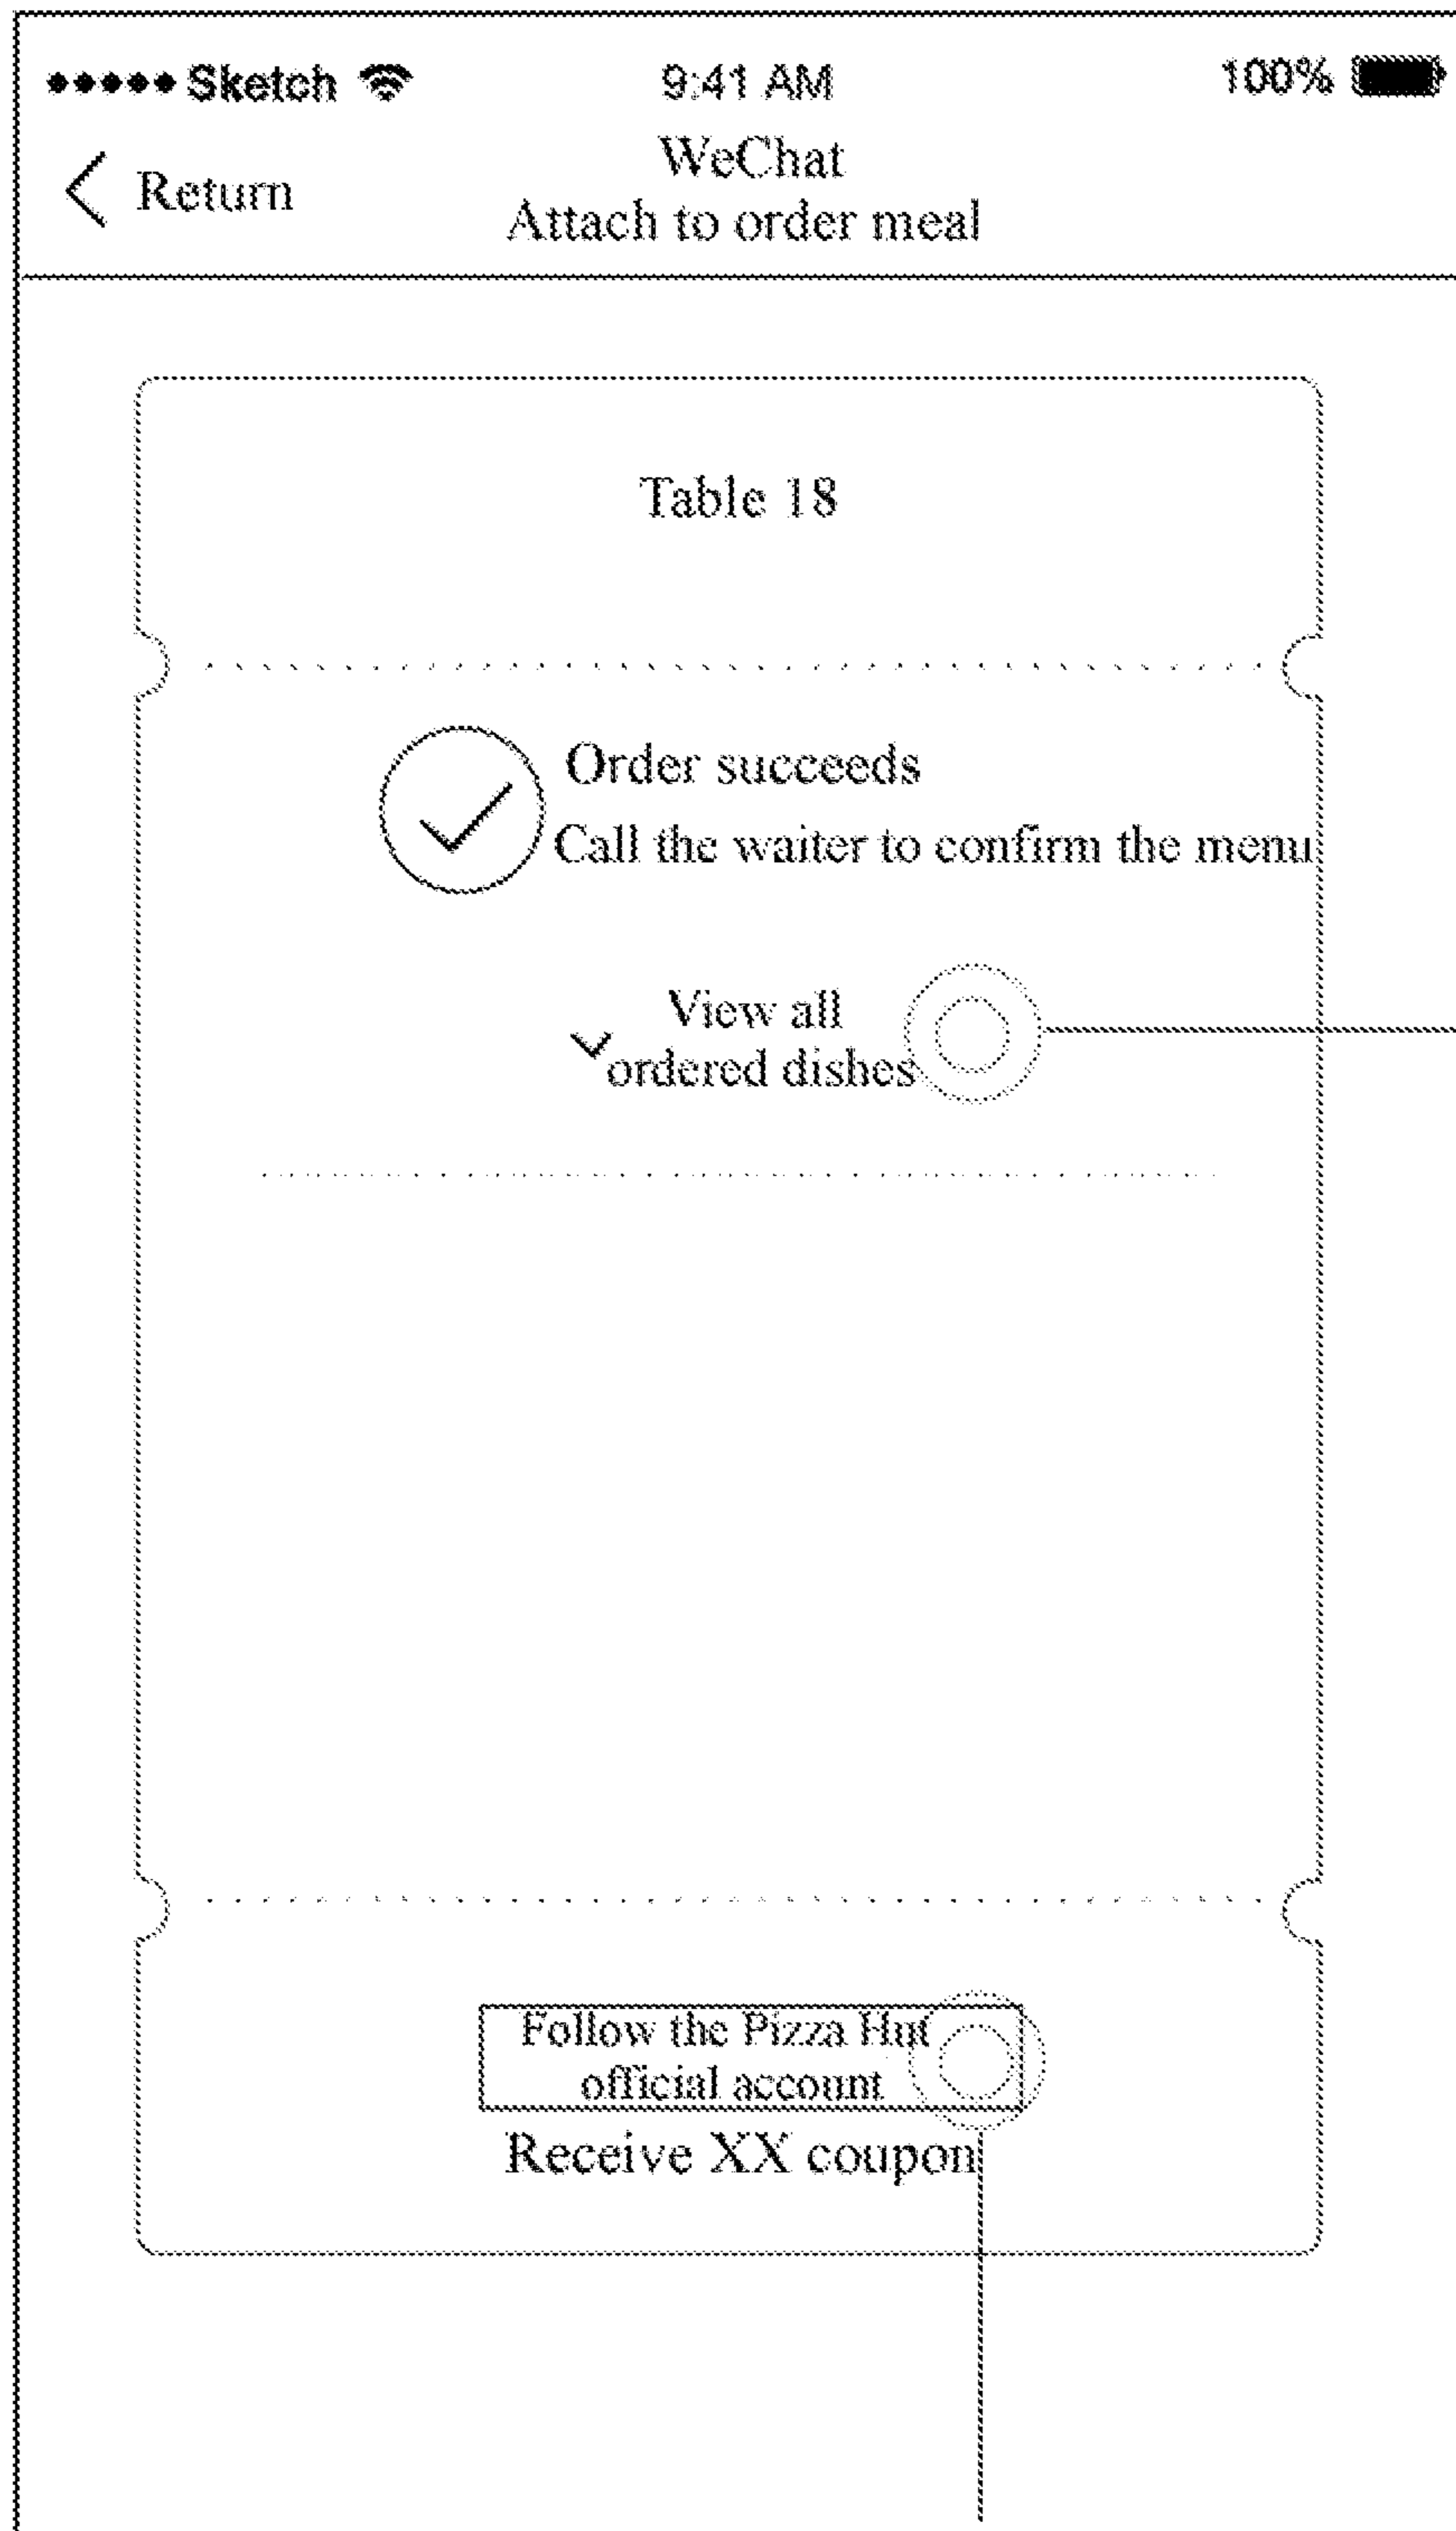 Sketch 9:41 AM 100%
WeChat
Return
Attach to order meal
Table 18
Order succeeds
Call the waiter to confirm the menu
View all
ordered dishes
Follow the Pizza Hut
official account
Receive XX coupon